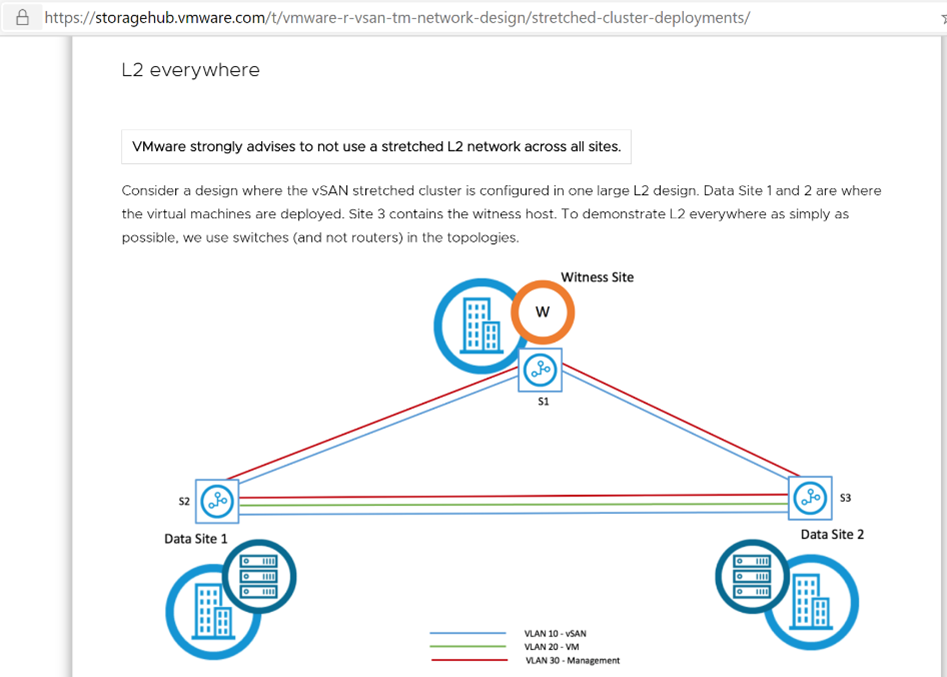 https://storagehub.vmware.com/t/vmware-r-vsan-tm-network-design/stretched-cluster-deployments/
L2 everywhere
VMware strongly advises to not use a stretched L2 network across all sites.
Consider a design where the vSAN stretched cluster is configured in one large L2 design. Data Site 1 and 2 are where
the virtual machines are deployed. Site 3 contains the witness host. To demonstrate L2 everywhere as simply as
possible, we use switches (and not routers) in the topologies.
Witness Site
W
S1
S2
S3
Data Site 1
Data Site 2
VLAN 10 - vSAN
VLAN 20 - VM
VLAN 30 - Management